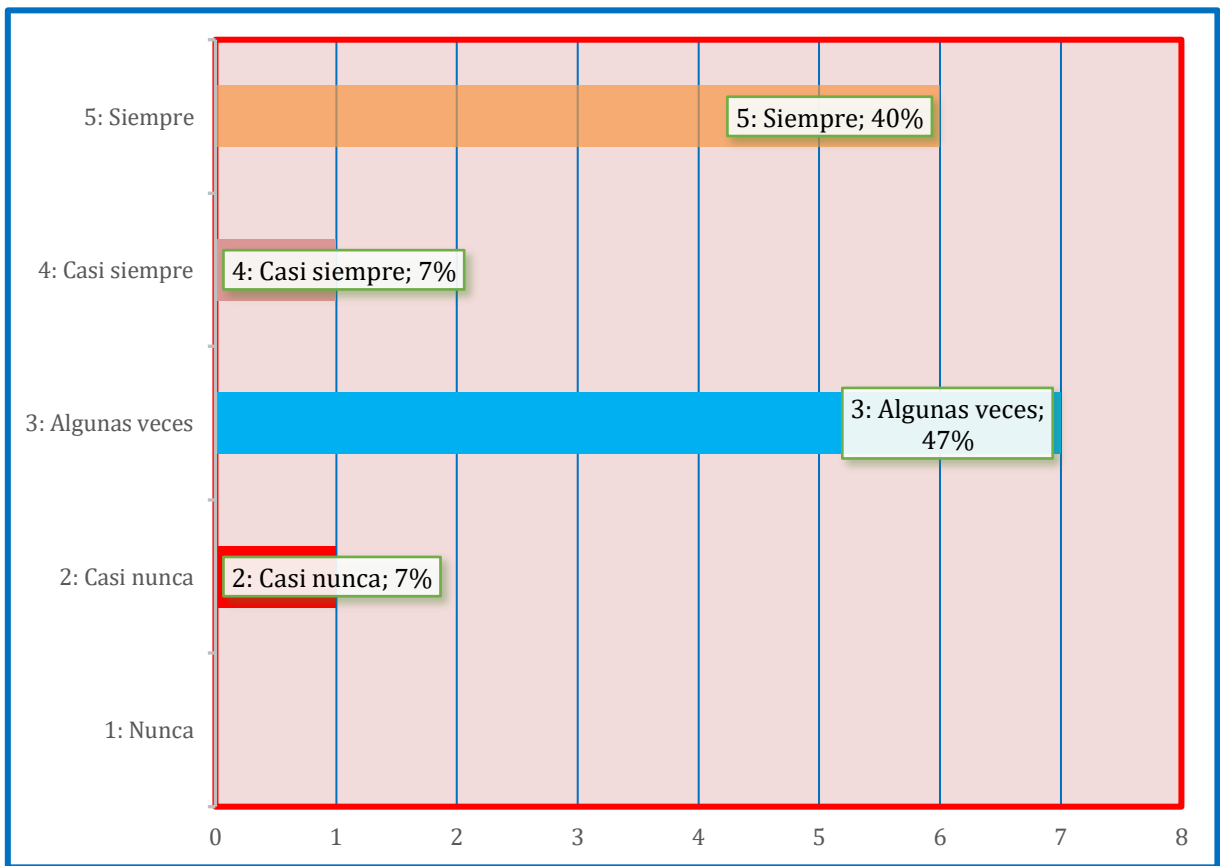 5: Siempre
5: Siempre; 40%
4: Casi siempre
4: Casi siempre; 7%
3: Algunas veces
3: Algunas veces;
47%
2: Casi nunca
2: Casi nunca; 7%
1: Nunca
0 1 2 3 4 5 6 7 8